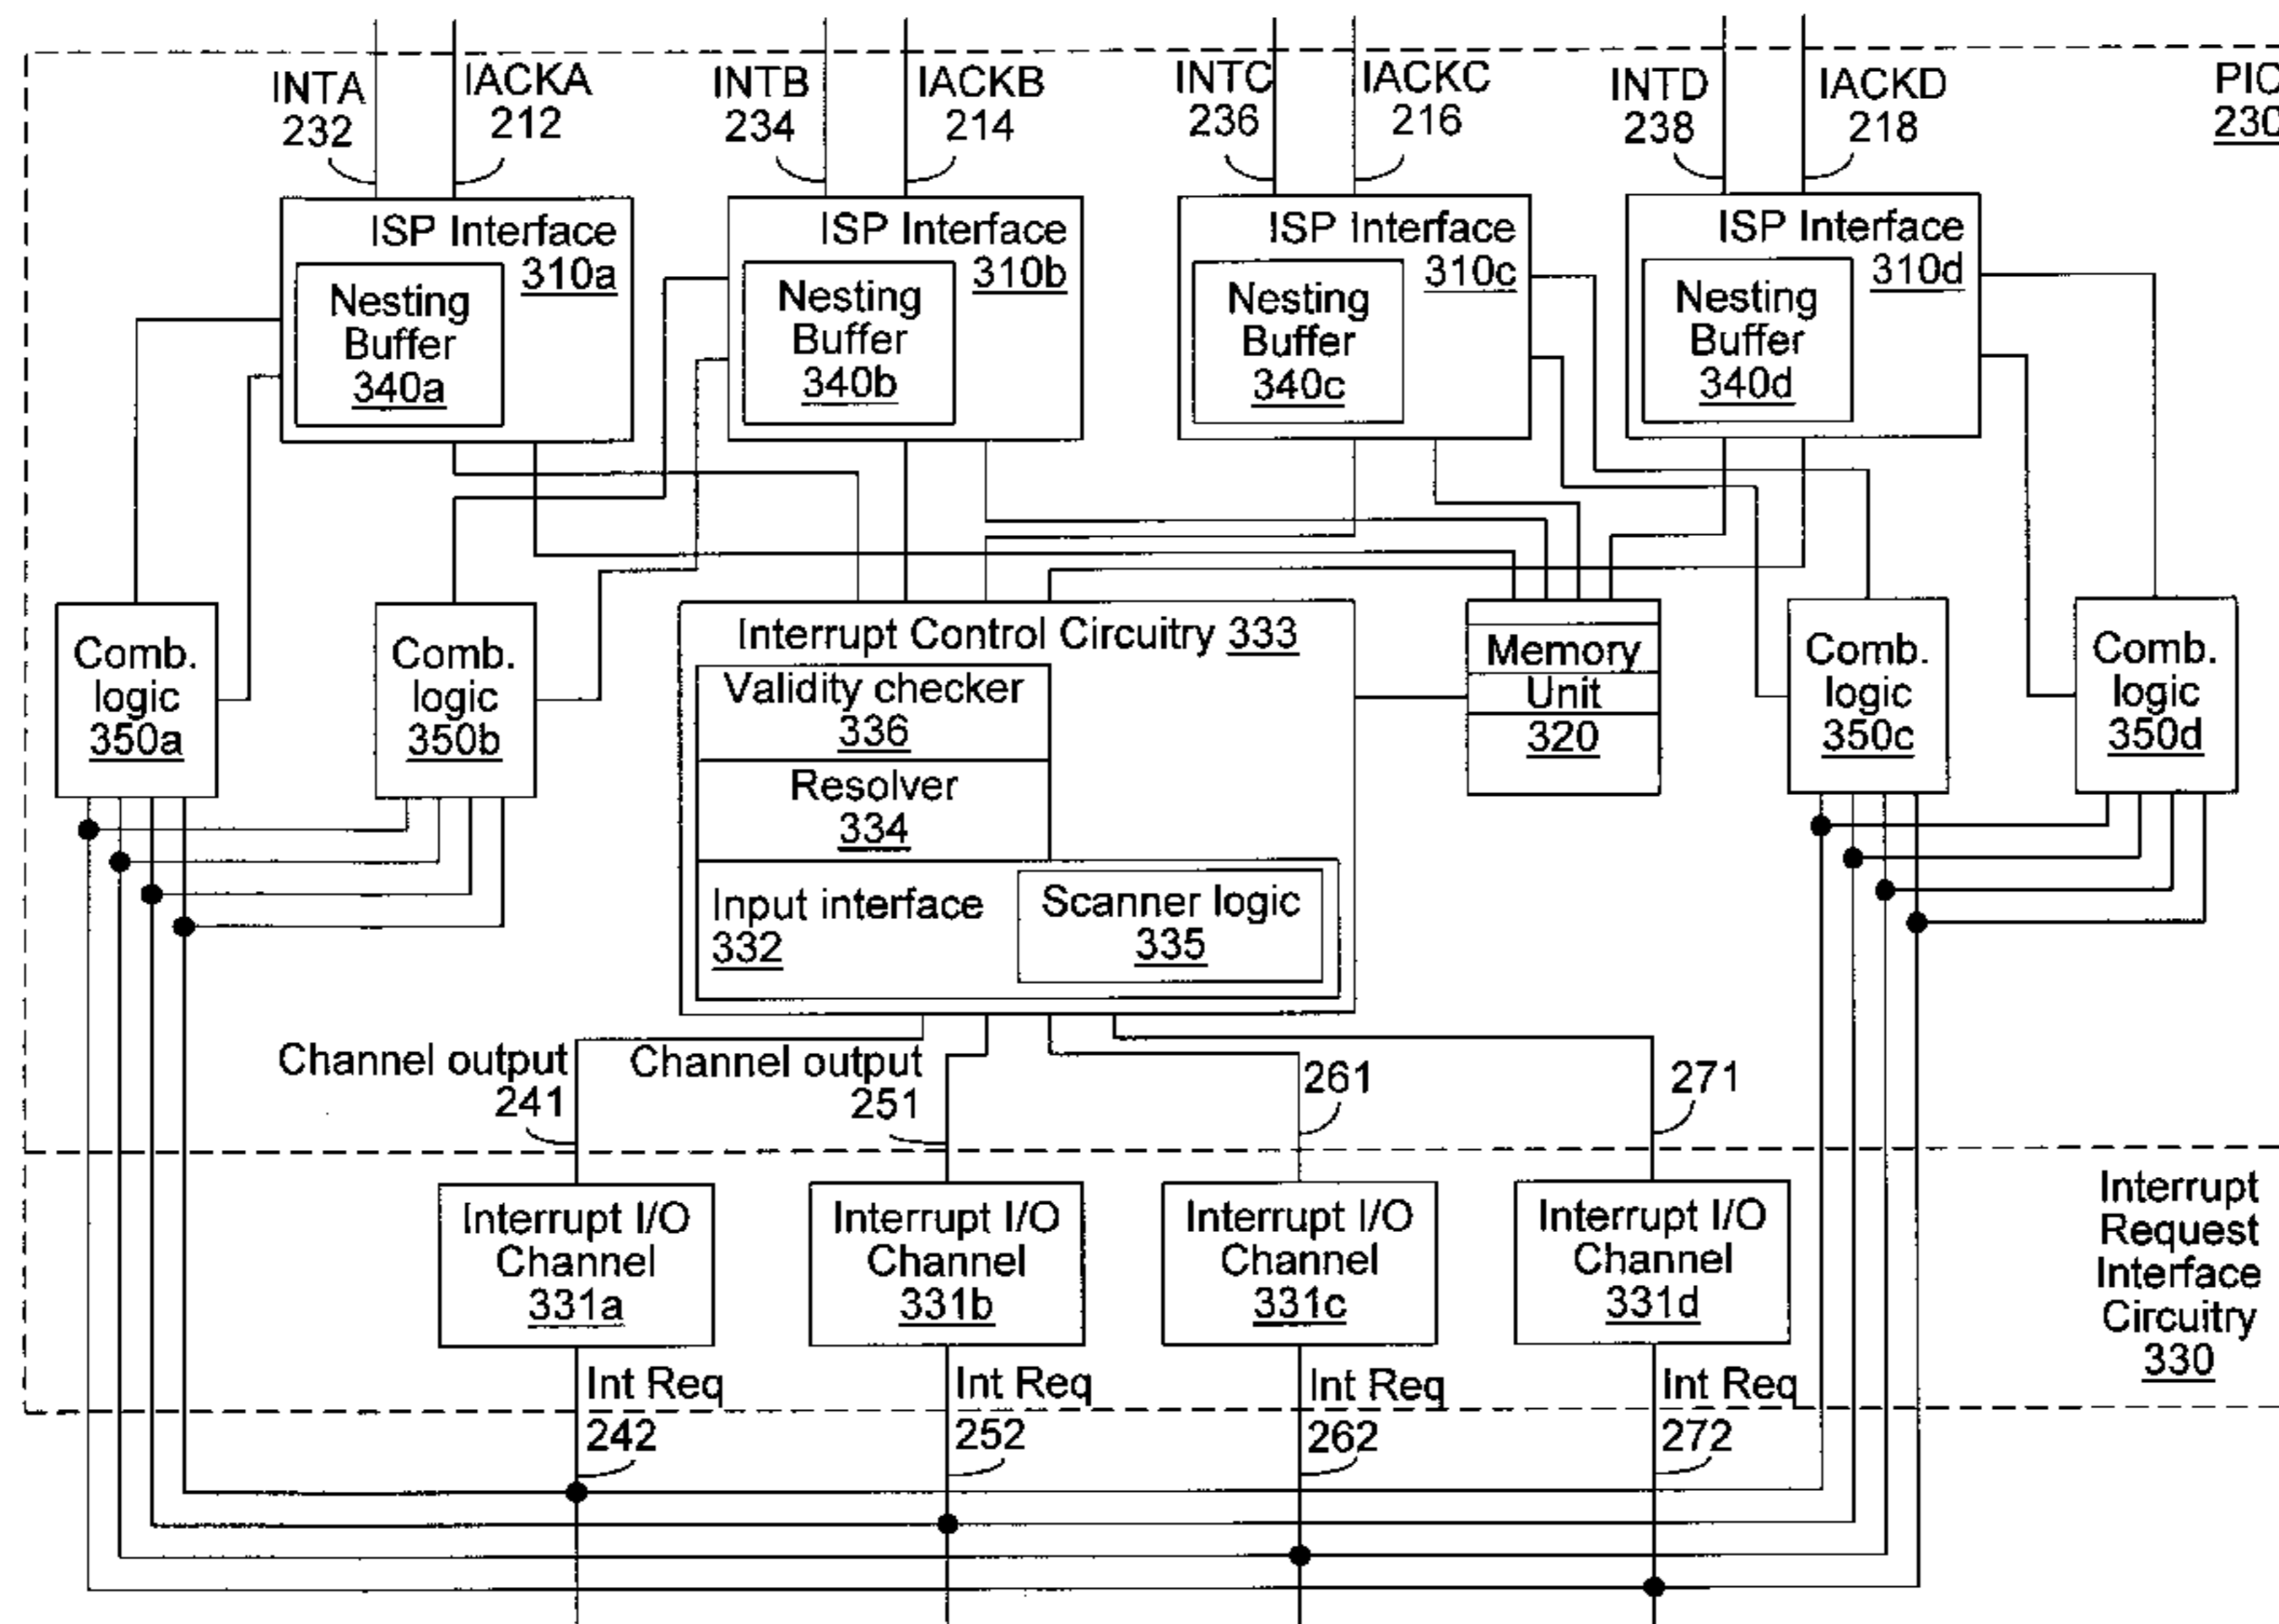 INTA
232
IACKA
212
INTB
234
IACKB
214
INTC
236
IACKC
216
INTD
238
IACKD
218
PIC
230
ISP Interface
310a
Nesting
Buffer
340a
ISP Interface
310b
Nesting
Buffer
340b
ISP Interface
310c
Nesting
Buffer
340c
ISP Interface
310d
Nesting
Buffer
340d
Comb.
logic
350a
Comb.
logic
350b
Interrupt Control Circuitry 333
Validity checker
336
Resolver
334
Input interface
332
Scanner logic
335
Memory
Unit
320
Comb.
logic
350c
Comb.
logic
350d
Channel output
241
Channel output
251
261
271
Interrupt I/O
Channel
331a
Interrupt I/O
Channel
331b
Interrupt I/O
Channel
331c
Interrupt I/O
Channel
331d
Interrupt
Request
Interface
Circuitry
330
Int Req
242
Int Req
252
Int Req
262
Int Req
272